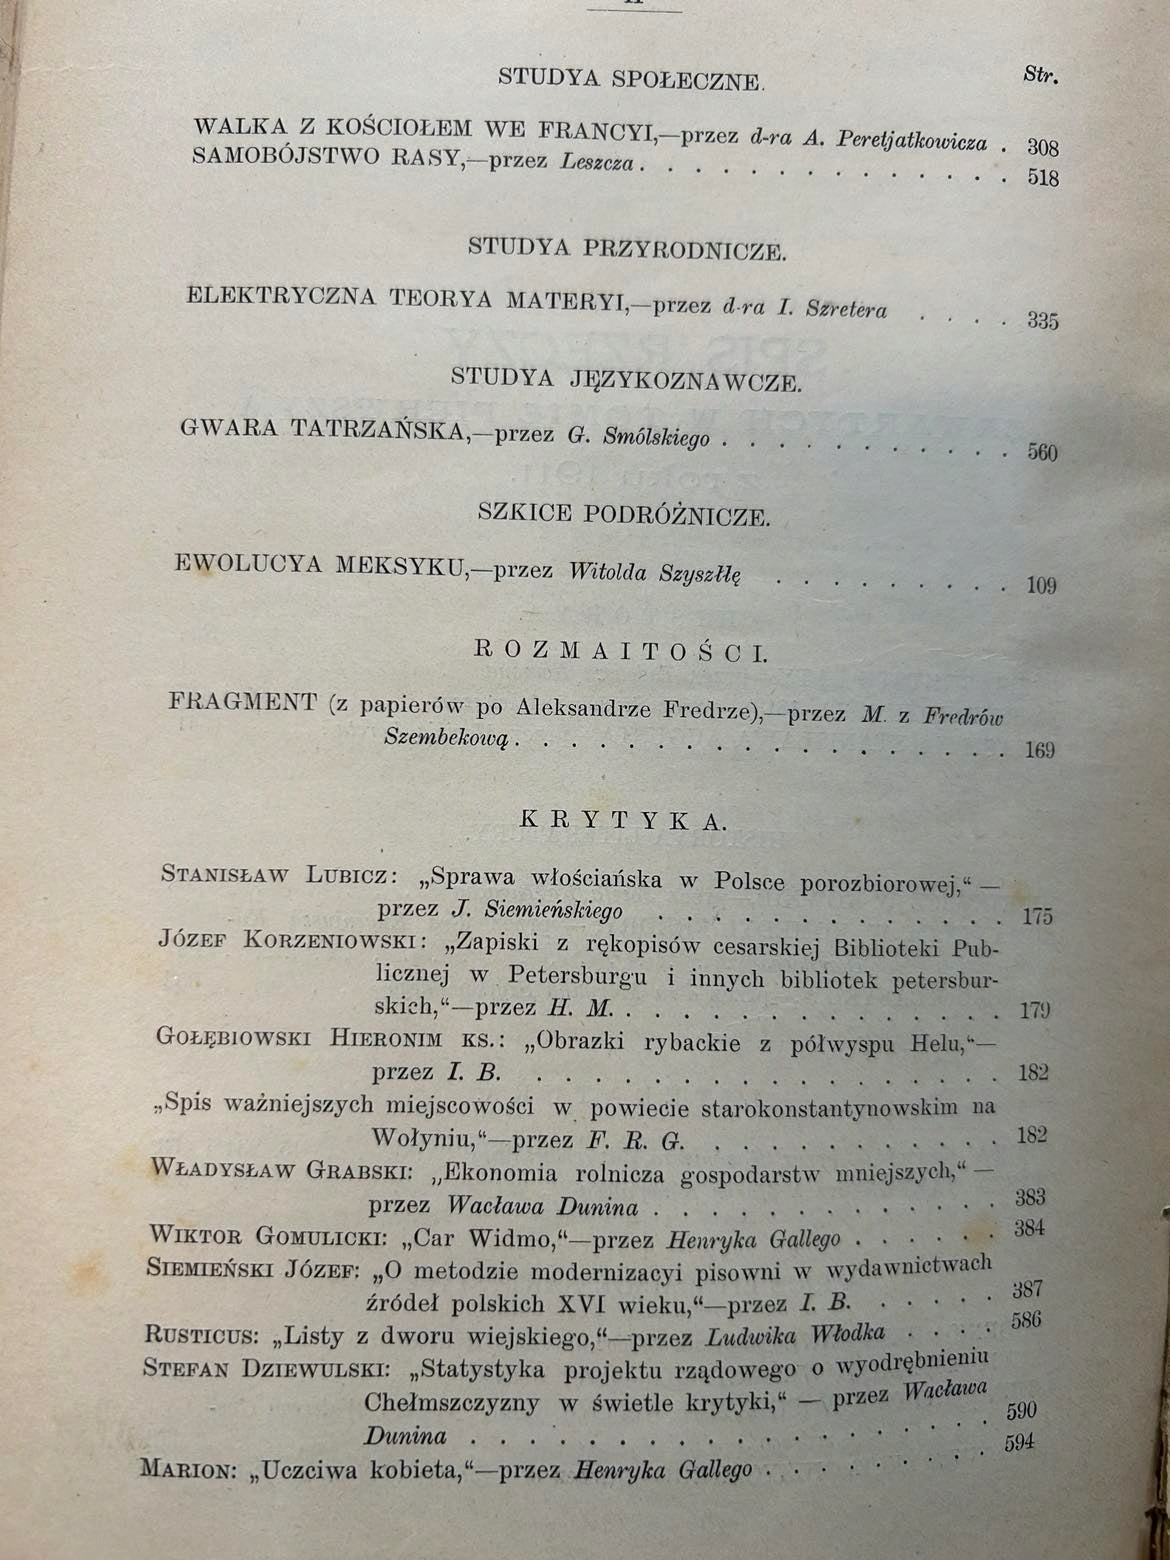 II
STUDYA SPOŁECZNE.
Str.
WALKA Z KOŚCIOŁEM WE FRANCYI,—przez d-ra A. Peretjatkowicza . 308
SAMOBÓJSTWO RASY,—przez Leszcza . . . . . . . . . . . . . . 518
STUDYA PRZYRODNICZE.
ELEKTRYCZNA TEORYA MATERYI,—przez d-ra I. Szretera . . . . 335
STUDYA JĘZYKOZNAWCZE.
GWARA TATRZAŃSKA,—przez G. Smólskiego . . . . . . . . . . . 560
SZKICE PODRÓŻNICZE.
EWOLUCYA MEKSYKU,—przez Witolda Szyszłłę . . . . . . . . . 109
ROZMAITOŚCI.
FRAGMENT (z papierów po Aleksandrze Fredrze),—przez M. z Fredrów
Szembekową . . . . . . . . . . . . . . . . . . 169
KRYTYKA.
STANISŁAW LUBICZ: „Sprawa włościańska w Polsce porozbiorowej,“ —
przez J. Siemieńskiego . . . . . . . . . . . . . 175
JÓZEF KORZENIOWSKI: „Zapiski z rękopisów cesarskiej Biblioteki Pub-
licznej w Petersburgu i innych bibliotek petersbur-
skich,“—przez H. M. . . . . . . . . . . . . . . 179
GOŁĘBIOWSKI HIERONIM KS.: „Obrazki rybackie z półwyspu Helu,“—
przez I. B. . . . . . . . . . . . . . . . . . 182
„Spis ważniejszych miejscowości w powiecie starokonstantynowskim na
Wołyniu,“—przez F. R. G. . . . . . . . . . . . 182
WŁADYSŁAW GRABSKI: „Ekonomia rolnicza gospodarstw mniejszych,“ —
przez Wacława Dunina . . . . . . . . . . . . . 383
WIKTOR GOMULICKI: „Car Widmo,“—przez Henryka Gallego . . . . . . 384
SIEMIEŃSKI JÓZEF: „O metodzie modernizacyi pisowni w wydawnictwach
źródeł polskich XVI wieku,“—przez I. B. . . . . . 387
RUSTICUS: „Listy z dworu wiejskiego,“—przez Ludwika Włodka . . . . 586
STEFAN DZIEWULSKI: „Statystyka projektu rządowego o wyodrębnieniu
Chełmszczyzny w świetle krytyki,“ — przez Wacława
Dunina . . . . . . . . . . . . . . . . . . 590
MARION: „Uczciwa kobieta,“—przez Henryka Gallego . . . . . . . . . 594